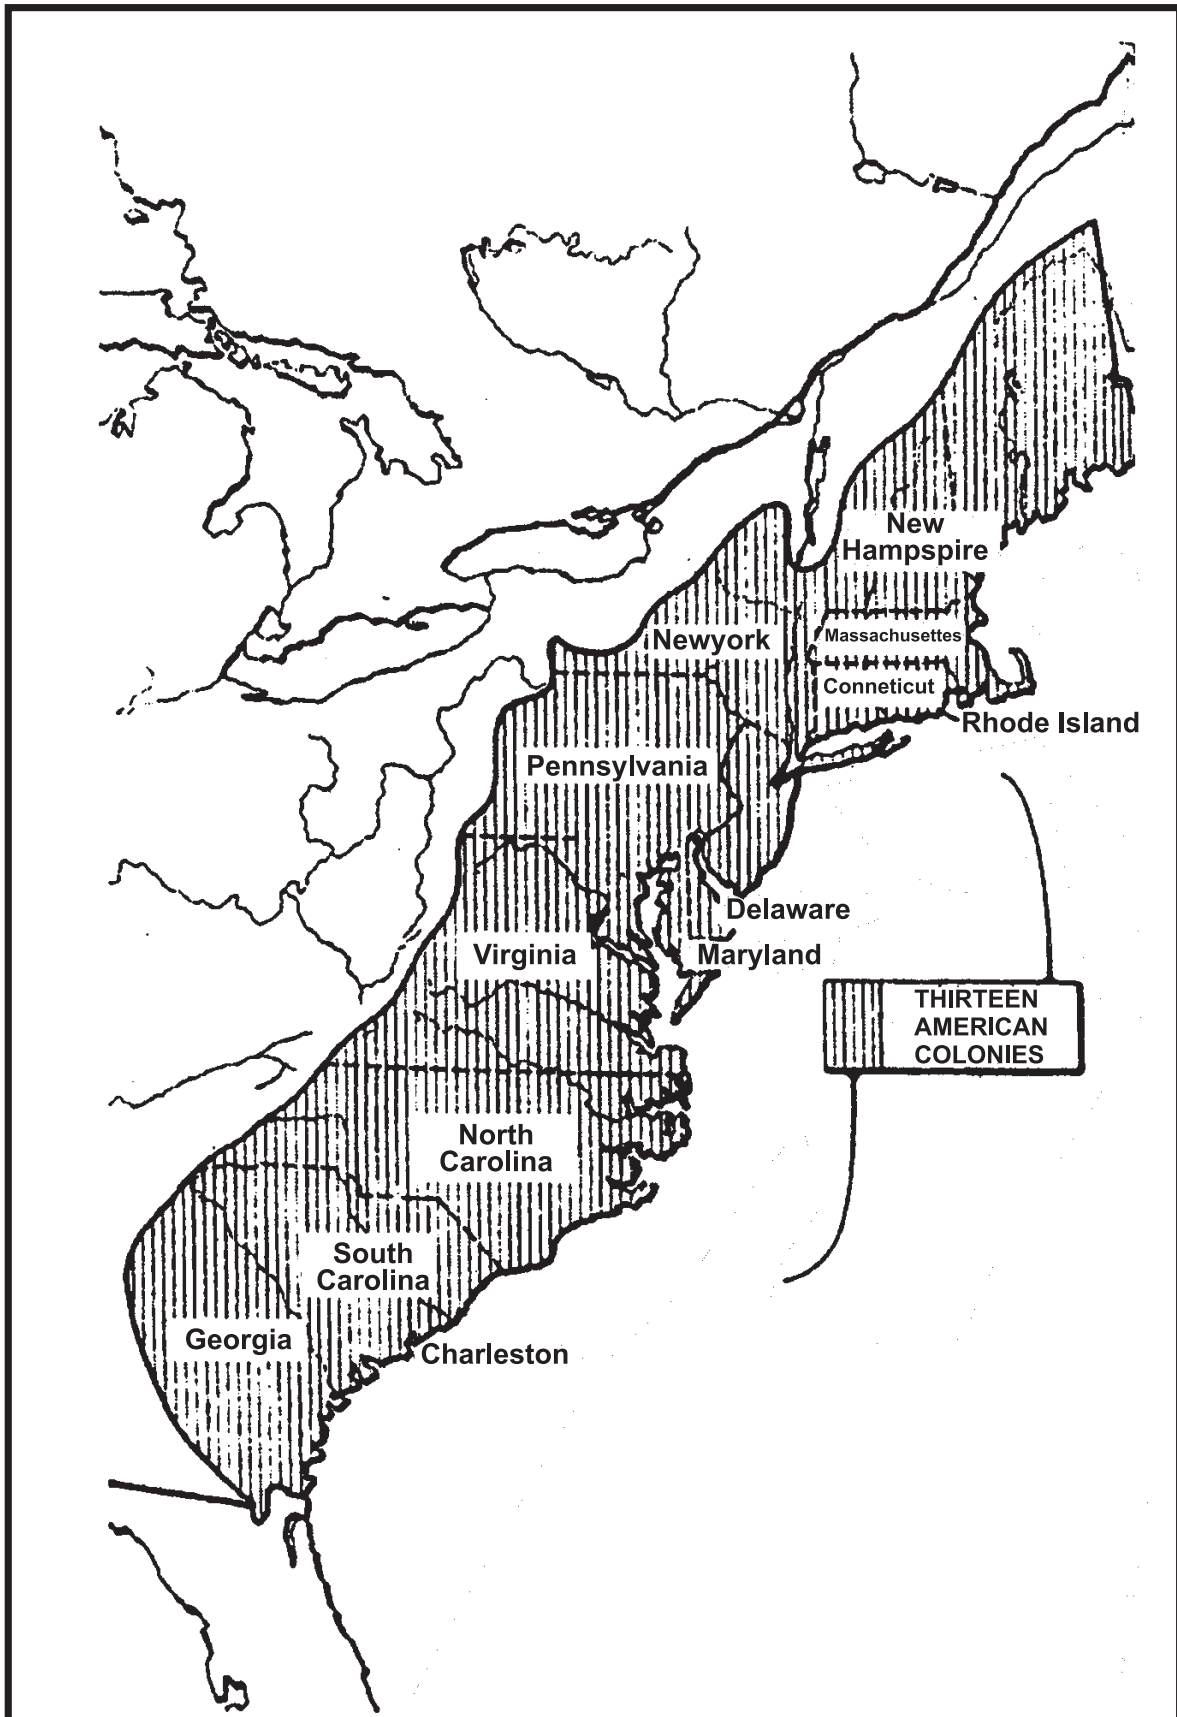 New
Hampspire
Massachusettes
Newyork
Conneticut
Rhode Island
Pennsylvania
Delaware
Virginia
Maryland
THIRTEEN
AMERICAN
COLONIES
North
Carolina
South
Carolina
Georgia
Charleston